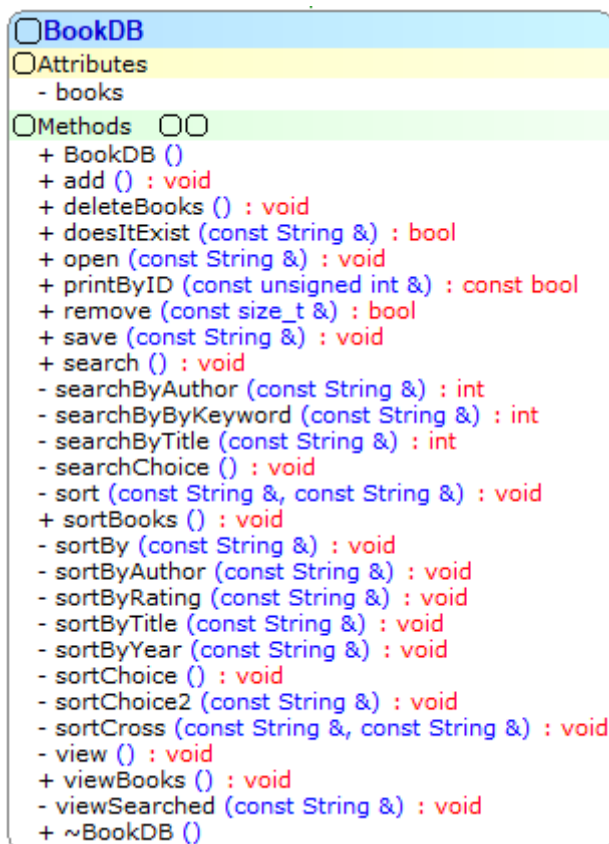 BookDB
Attributes
- books
Methods
+ BookDB ()
+ add () : void
+ deleteBooks () : void
+ doesItExist (const String &) : bool
+ open (const String &) : void
+ printByID (const unsigned int &) : const bool
+ remove (const size_t &) : bool
+ save (const String &) : void
+ search () : void
- searchByAuthor (const String &) : int
- searchByByKeyword (const String &) : int
- searchByTitle (const String &) : int
- searchChoice () : void
- sort (const String &, const String &) : void
+ sortBooks () : void
- sortBy (const String &) : void
- sortByAuthor (const String &) : void
- sortByRating (const String &) : void
- sortByTitle (const String &) : void
- sortByYear (const String &) : void
- sortChoice () : void
- sortChoice2 (const String &) : void
- sortCross (const String &, const String &) : void
- view () : void
+ viewBooks () : void
- viewSearched (const String &) : void
+ ~BookDB ()